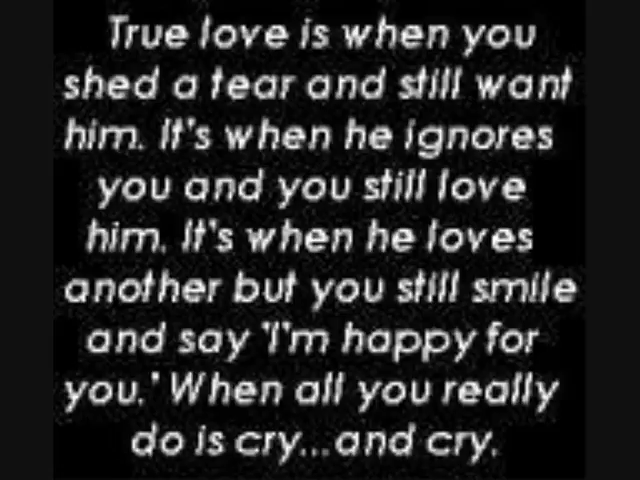 True love is when you
shed a tear and still want
him. It's when he ignores
you and you still love
him. It's when he loves
another but you still smile
and say 'I'm happy for
you.' When all you really
do is cry...and cry.